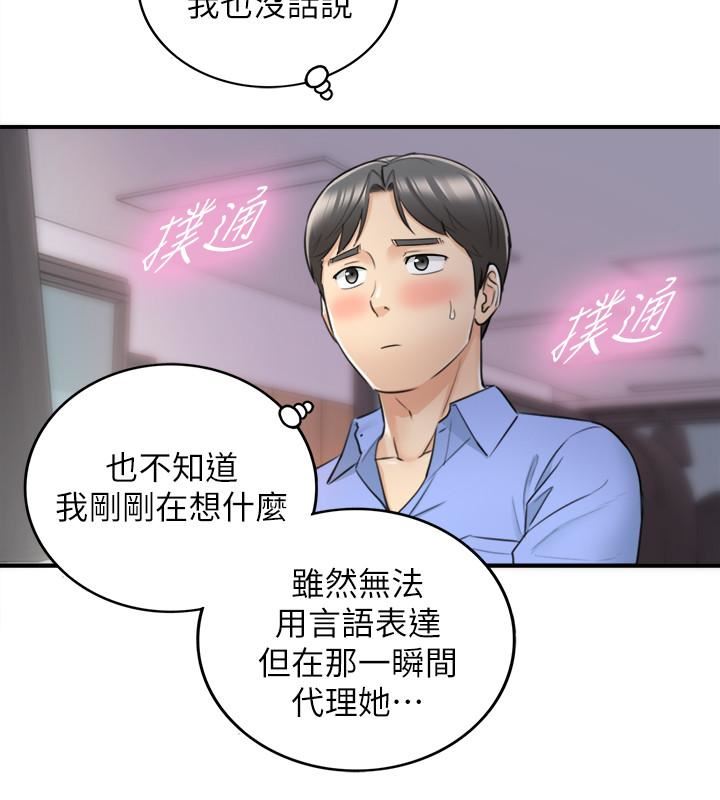 我也沒話說
撲通
撲通
也不知道
我剛剛在想什麼
雖然無法
用言語表達
但在那一瞬間
代理她⋯